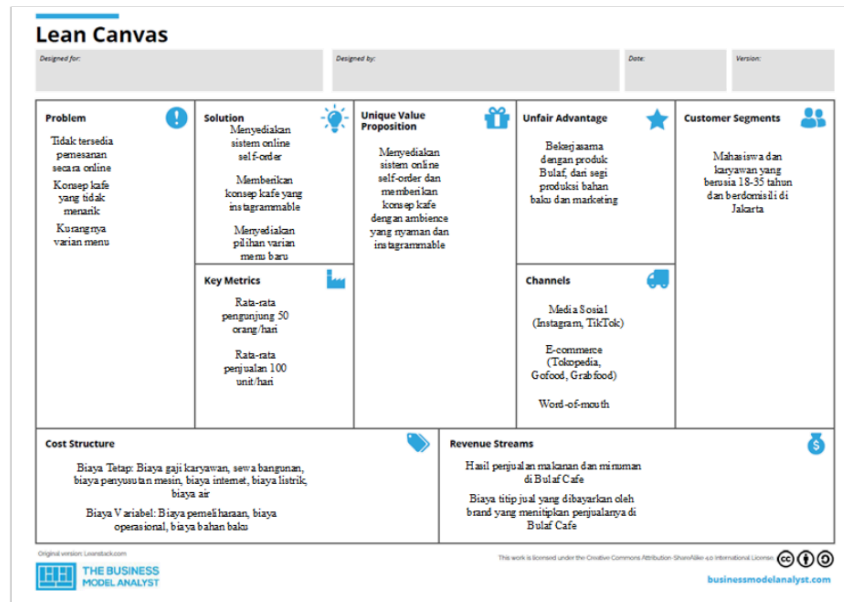 Lean Canvas
Designed for:
Designed by:
Date:
Version:
Problem
Tidak tersedia
pemesanan
secara online
Konsep kafe
yang tidak
menarik
Kurangnya
varian menu
Solution
Menyediakan
sistem online
self-order
Memberikan
konsep kafe yang
instagrammable
Menyediakan
pilihan varian
menu baru
Key Metrics
Rata-rata
pengunjung 50
orang/hari
Rata-rata
penjualan 100
unit/hari
Unique Value
Proposition
Menyediakan
sistem online
self-order dan
memberikan
konsep kafe
dengan ambience
yang nyaman dan
instagrammable
Unfair Advantage
Bekerjasama
dengan produk
Bulaf, dari segi
produksi bahan
baku dan marketing
Channels
Media Sosial
(Instagram, TikTok)
E-commerce
(Tokopedia,
Gofood, Grabfood)
Word-of-mouth
Customer Segments
Mahasiswa dan
karyawan yang
berusia 18-35 tahun
dan berdomisili di
Jakarta
Cost Structure
Biaya Tetap: Biaya gaji karyawan, sewa bangunan,
biaya penyusutan mesin, biaya internet, biaya listrik,
biaya air
Biaya Variabel: Biaya pemeliharaan, biaya
operasional, biaya bahan baku
Revenue Streams
Hasil penjualan makanan dan minuman
di Bulaf Cafe
Biaya titip jual yang dibayarkan oleh
brand yang menitipkan penjualanya di
Bulaf Cafe
Original version: Leanstack.com
THE BUSINESS
MODEL ANALYST
This work is licensed under the Creative Commons Attribution-ShareAlike 4.0 International License.
businessmodelanalyst.com